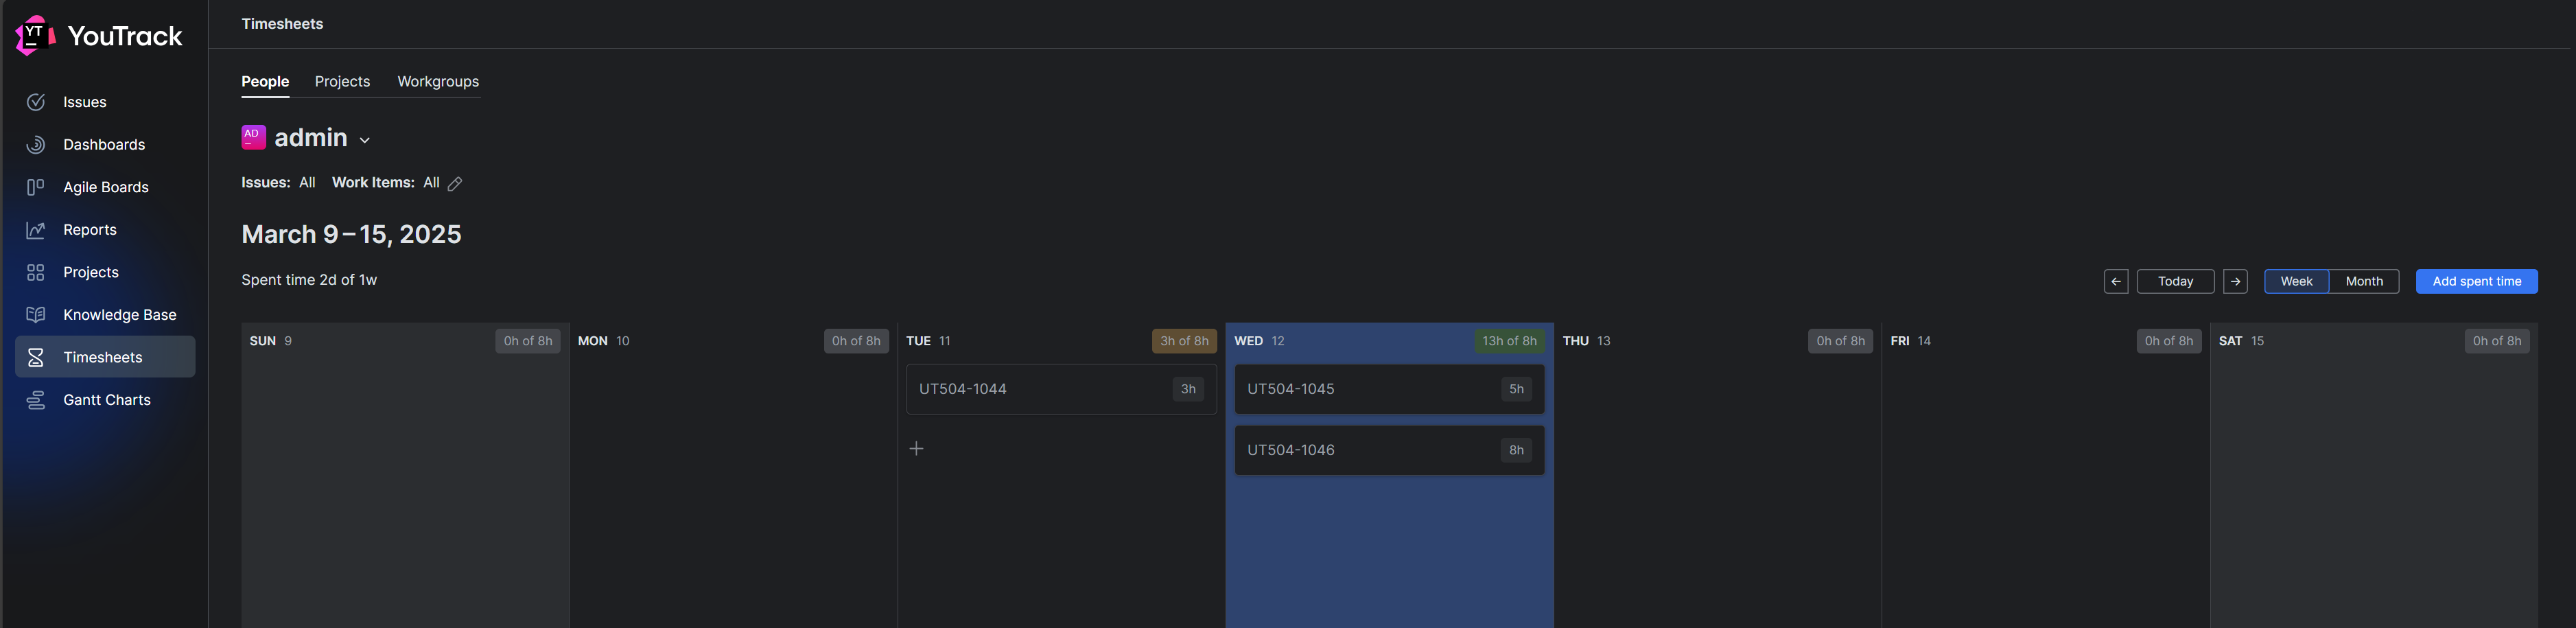 YT
YouTrack
Issues
Dashboards
Agile Boards
Reports
Projects
Knowledge Base
Timesheets
Gantt Charts
Timesheets
People Projects Workgroups
AD admin
Issues: All Work Items: All
March 9–15, 2025
Spent time 2d of 1w
Today Week Month Add spent time
SUN 9 0h of 8h
MON 10 0h of 8h
TUE 11 3h of 8h
UT504-1044 3h
WED 12 13h of 8h
UT504-1045 5h
UT504-1046 8h
THU 13 0h of 8h
FRI 14 0h of 8h
SAT 15 0h of 8h